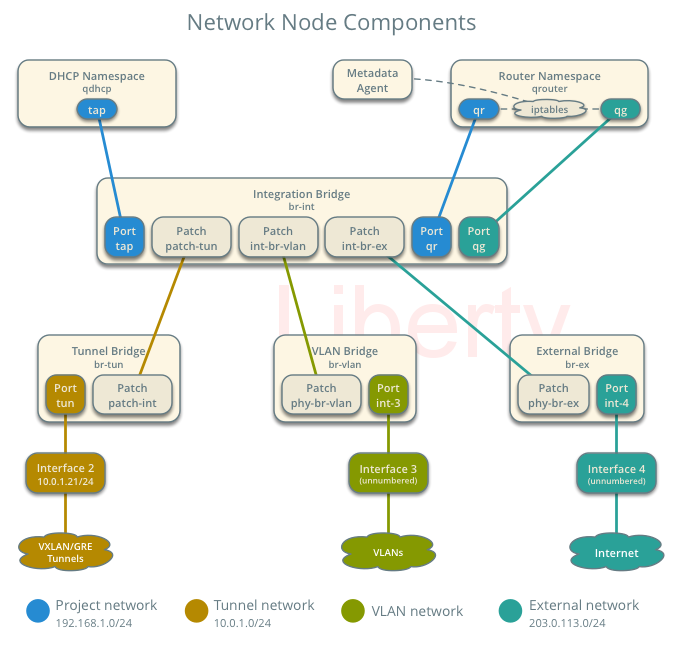 Network Node Components
DHCP Namespace
qdhcp
tap
Metadata
Agent
Router Namespace
qrouter
qr
iptables
qg
Integration Bridge
br-int
Port
tap
Patch
patch-tun
Patch
int-br-vlan
Patch
int-br-ex
Port
qr
Port
qg
Liberty
Tunnel Bridge
br-tun
Port
tun
Patch
patch-int
VLAN Bridge
br-vlan
Patch
phy-br-vlan
Port
int-3
External Bridge
br-ex
Patch
phy-br-ex
Port
int-4
Interface 2
10.0.1.21/24
Interface 3
(unnumbered)
Interface 4
(unnumbered)
VXLAN/GRE
Tunnels
VLANs
Internet
Project network
192.168.1.0/24
Tunnel network
10.0.1.0/24
VLAN network
External network
203.0.113.0/24